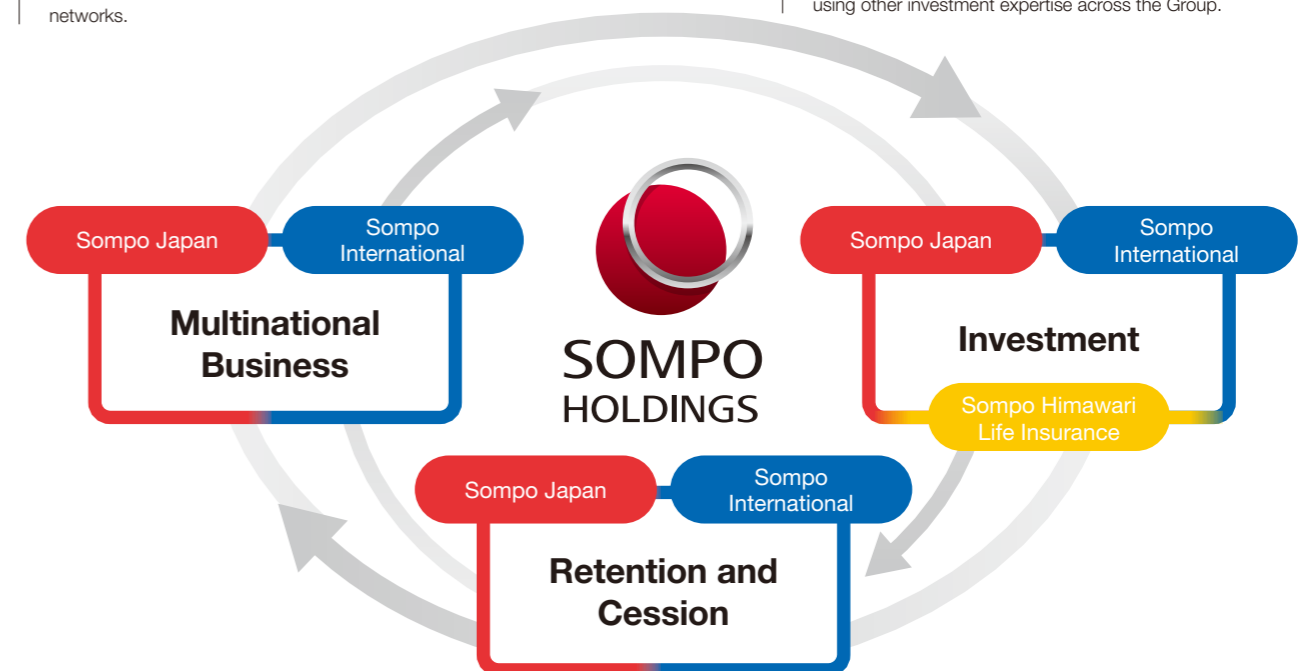 networks.
using other investment expertise across the Group.
Sompo Japan
Sompo
International
Multinational
Business
SOMPO
HOLDINGS
Sompo Japan
Sompo
International
Investment
Sompo Himawari
Life Insurance
Sompo Japan
Sompo
International
Retention and
Cession